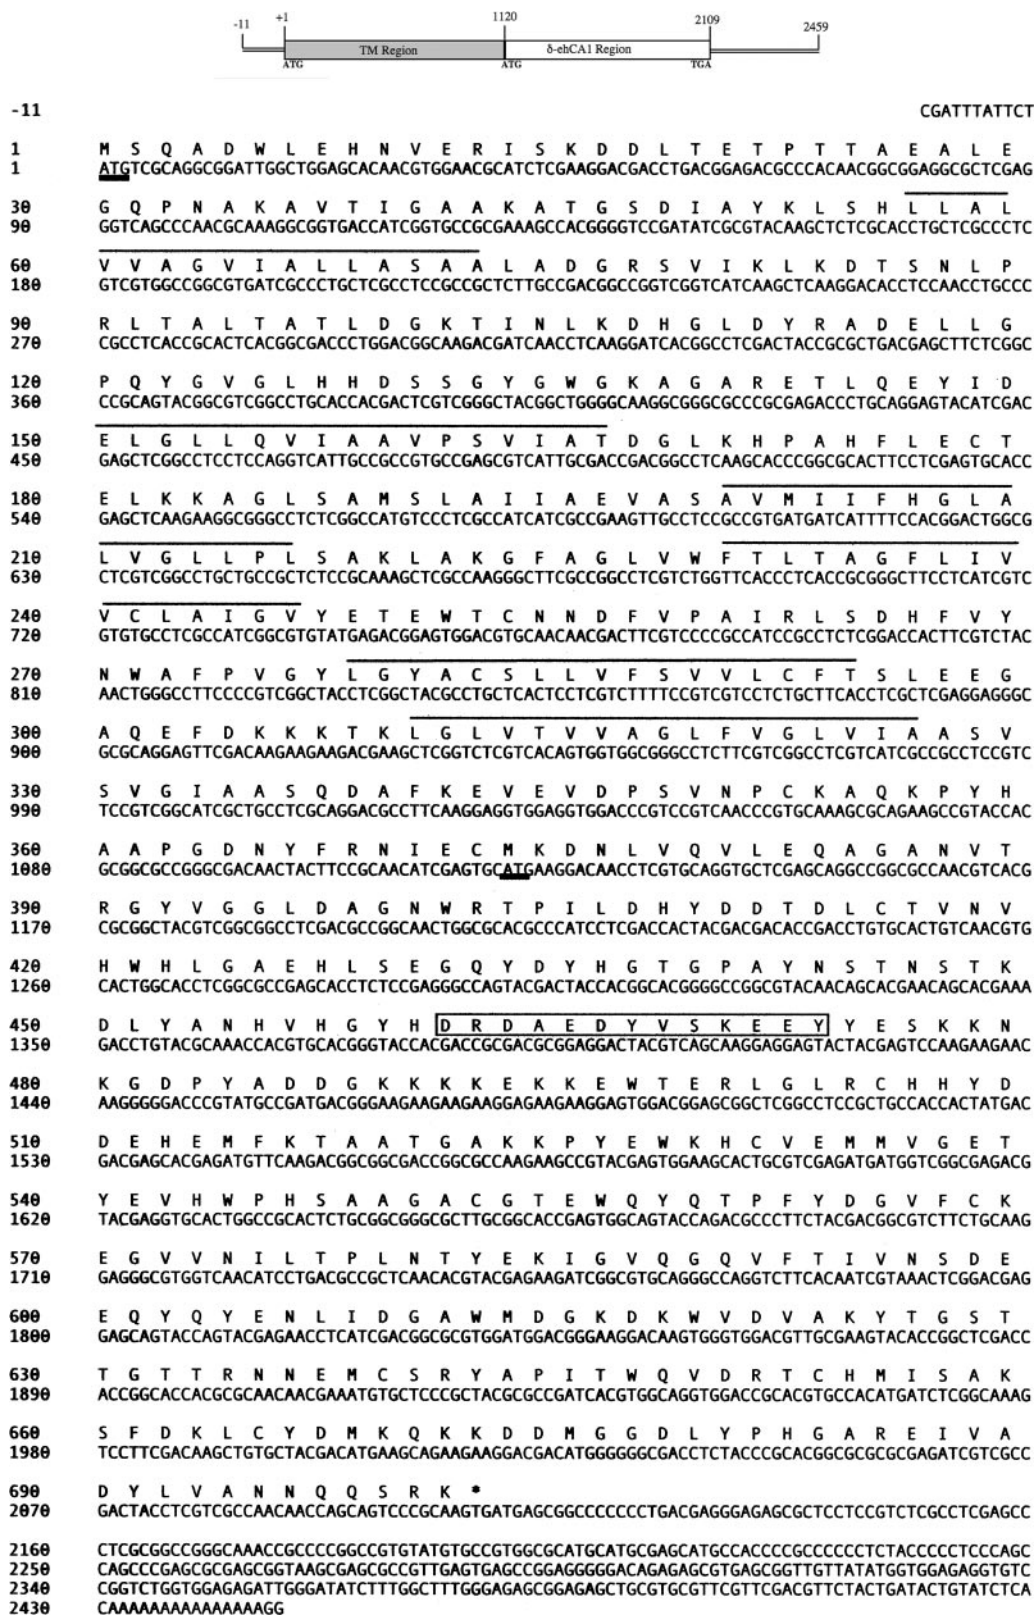 -11 +1 1120 2109 2459
TM Region δ-ehCA1 Region
ATG ATG TGA
-11 CGATTTATTCT
1 M S Q A D W L E H N V E R I S K D D L T E T P T T A E A L E
1 ATGTCGCAGGCGGATTGGCTGGAGCACAACGTGGAACGCATCTCGAAGGACGACCTGACGGAGACGCCCACAACGGCGGAGGCGCTCGAG
30 G Q P N A K A V T I G A A K A T G S D I A Y K L S H L L A L
90 GGTCAGCCCAACGCAAAGGCGGTGACCATCGGTGCCGCGAAAGCCACGGGGTCCGATATCGCGTACAAGCTCTCGCACCTGCTCGCCCTC
60 V V A G V I A L L A S A A L A D G R S V I K L K D T S N L P
180 GTCGTGGCCGGCGTGATCGCCCTGCTCGCCTCCGCCGCTCTTGCCGACGGCCGGTCGGTCATCAAGCTCAAGGACACCTCCAACCTGCCC
90 R L T A L T A T L D G K T I N L K D H G L D Y R A D E L L G
270 CGCCTCACCGCACTCACGGCGACCCTGGACGGCAAGACGATCAACCTCAAGGATCACGGCCTCGACTACCGCGCTGACGAGCTTCTCGGC
120 P Q Y G V G L H H D S S G Y G W G K A G A R E T L Q E Y I D
360 CCGCAGTACGGCGTCGGCCTGCACCACGACTCGTCGGGCTACGGCTGGGGCAAGGCGGGCGCCCGCGAGACCCTGCAGGAGTACATCGAC
150 E L G L L Q V I A A V P S V I A T D G L K H P A H F L E C T
450 GAGCTCGGCCTCCTCCAGGTCATTGCCGCCGTGCCGAGCGTCATTGCGACCGACGGCCTCAAGCACCCGGCGCACTTCCTCGAGTGCACC
180 E L K K A G L S A M S L A I I A E V A S A V M I I F H G L A
540 GAGCTCAAGAAGGCGGGCCTCTCGGCCATGTCCCTCGCCATCATCGCCGAAGTTGCCTCCGCCGTGATGATCATTTTCCACGGACTGGCG
210 L V G L L P L S A K L A K G F A G L V W F T L T A G F L I V
630 CTCGTCGGCCTGCTGCCGCTCTCCGCAAAGCTCGCCAAGGGCTTCGCCGGCCTCGTCTGGTTCACCCTCACCGCGGGCTTCCTCATCGTC
240 V C L A I G V Y E T E W T C N N D F V P A I R L S D H F V Y
720 GTGTGCCTCGCCATCGGCGTGTATGAGACGGAGTGGACGTGCAACAACGACTTCGTCCCCGCCATCCGCCTCTCGGACCACTTCGTCTAC
270 N W A F P V G Y L G Y A C S L L V F S V V L C F T S L E E G
810 AACTGGGCCTTCCCCGTCGGCTACCTCGGCTACGCCTGCTCACTCCTCGTCTTTTCCGTCGTCCTCTGCTTCACCTCGCTCGAGGAGGGC
300 A Q E F D K K K T K L G L V T V V A G L F V G L V I A A S V
900 GCGCAGGAGTTCGACAAGAAGAAGACGAAGCTCGGTCTCGTCACAGTGGTGGCGGGCCTCTTCGTCGGCCTCGTCATCGCCGCCTCCGTC
330 S V G I A A S Q D A F K E V E V D P S V N P C K A Q K P Y H
990 TCCGTCGGCATCGCTGCCTCGCAGGACGCCTTCAAGGAGGTGGAGGTGGACCCGTCCGTCAACCCGTGCAAAGCGCAGAAGCCGTACCAC
360 A A P G D N Y F R N I E C M K D N L V Q V L E Q A G A N V T
1080 GCGGCGCCGGGCGACAACTACTTCCGCAACATCGAGTGCATGAAGGACAACCTCGTGCAGGTGCTCGAGCAGGCCGGCGCCAACGTCACG
390 R G Y V G G L D A G N W R T P I L D H Y D D T D L C T V N V
1170 CGCGGCTACGTCGGCGGCCTCGACGCCGGCAACTGGCGCACGCCCATCCTCGACCACTACGACGACACCGACCTGTGCACTGTCAACGTG
420 H W H L G A E H L S E G Q Y D Y H G T G P A Y N S T N S T K
1260 CACTGGCACCTCGGCGCCGAGCACCTCTCCGAGGGCCAGTACGACTACCACGGCACGGGGCCGGCGTACAACAGCACGAACAGCACGAAA
450 D L Y A N H V H G Y H D R D A E D Y V S K E E Y Y E S K K N
1350 GACCTGTACGCAAACCACGTGCACGGGTACCACGACCGCGACGCGGAGGACTACGTCAGCAAGGAGGAGTACTACGAGTCCAAGAAGAAC
480 K G D P Y A D D G K K K K E K K E W T E R L G L R C H H Y D
1440 AAGGGGGACCCGTATGCCGATGACGGGAAGAAGAAGAAGGAGAAGAAGGAGTGGACGGAGCGGCTCGGCCTCCGCTGCCACCACTATGAC
510 D E H E M F K T A A T G A K K P Y E W K H C V E M M V G E T
1530 GACGAGCACGAGATGTTCAAGACGGCGGCGACCGGCGCCAAGAAGCCGTACGAGTGGAAGCACTGCGTCGAGATGATGGTCGGCGAGACG
540 Y E V H W P H S A A G A C G T E W Q Y Q T P F Y D G V F C K
1620 TACGAGGTGCACTGGCCGCACTCTGCGGCGGGCGCTTGCGGCACCGAGTGGCAGTACCAGACGCCCTTCTACGACGGCGTCTTCTGCAAG
570 E G V V N I L T P L N T Y E K I G V Q G Q V F T I V N S D E
1710 GAGGGCGTGGTCAACATCCTGACGCCGCTCAACACGTACGAGAAGATCGGCGTGCAGGGCCAGGTCTTCACAATCGTAAACTCGGACGAG
600 E Q Y Q Y E N L I D G A W M D G K D K W V D V A K Y T G S T
1800 GAGCAGTACCAGTACGAGAACCTCATCGACGGCGCGTGGATGGACGGGAAGGACAAGTGGGTGGACGTTGCGAAGTACACCGGCTCGACC
630 T G T T R N N E M C S R Y A P I T W Q V D R T C H M I S A K
1890 ACCGGCACCACGCGCAACAACGAAATGTGCTCCCGCTACGCGCCGATCACGTGGCAGGTGGACCGCACGTGCCACATGATCTCGGCAAAG
660 S F D K L C Y D M K Q K K D D M G G D L Y P H G A R E I V A
1980 TCCTTCGACAAGCTGTGCTACGACATGAAGCAGAAGAAGGACGACATGGGGGGCGACCTCTACCCGCACGGCGCGCGCGAGATCGTCGCC
690 D Y L V A N N Q Q S R K *
2070 GACTACCTCGTCGCCAACAACCAGCAGTCCCGCAAGTGATGAGCGGCCCCCCCTGACGAGGGAGAGCGCTCCTCCGTCTCGCCTCGAGCC
2160 CTCGCGGCCGGGCAAACCGCCCCGGCCGTGTATGTGCCGTGGCGCATGCATGCGAGCATGCCACCCCGCCCCCCTCTACCCCCTCCCAGC
2250 CAGCCCGAGCGCGAGCGGTAAGCGAGCGCCGTTGAGTGAGCCGGAGGGGGACAGAGAGCGTGAGCGGTTGTTATATGGTGGAGAGGTGTC
2340 CGGTCTGGTGGAGAGATTGGGATATCTTTGGCTTTGGGAGAGCGGAGAGCTGCGTGCGTTCGTTCGACGTTCTACTGATACTGTATCTCA
2430 CAAAAAAAAAAAAAAAGG